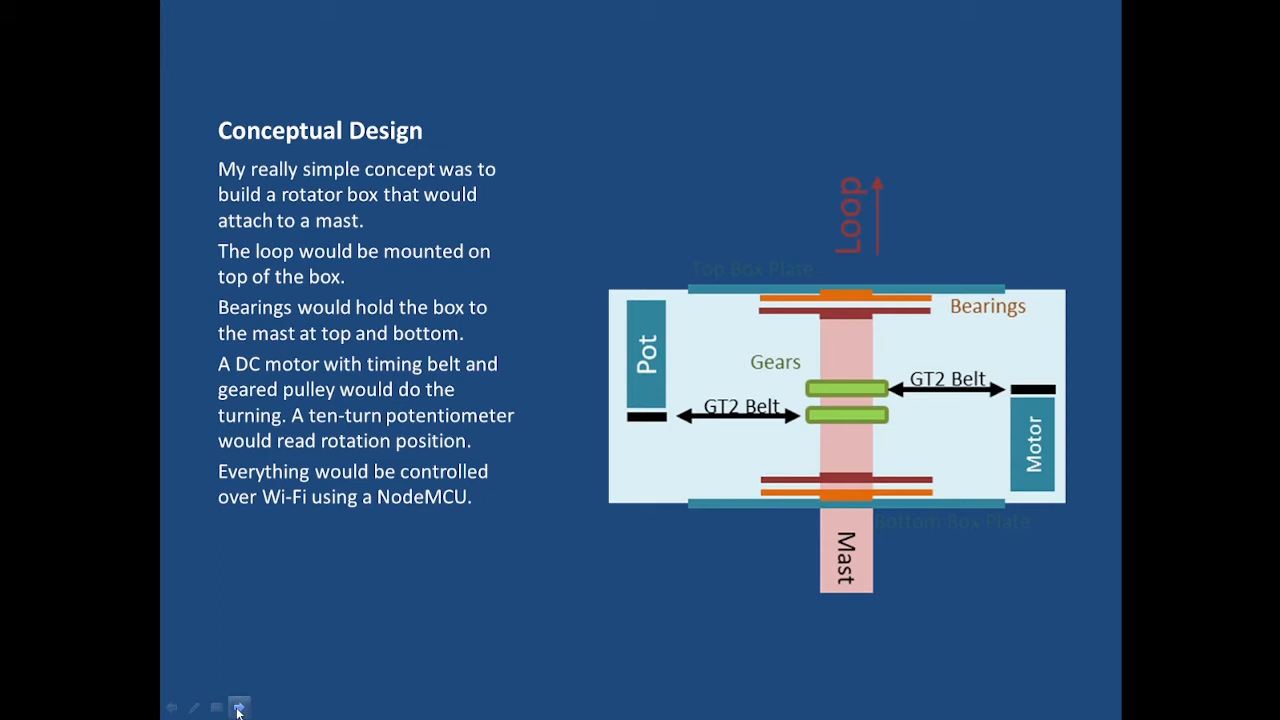 Conceptual Design
My really simple concept was to
build a rotator box that would
attach to a mast.
The loop would be mounted on
top of the box.
Bearings would hold the box to
the mast at top and bottom.
A DC motor with timing belt and
geared pulley would do the
turning. A ten-turn potentiometer
would read rotation position.
Everything would be controlled
over Wi-Fi using a NodeMCU.
Loop
Top Box Plate
Bearings
Pot
Gears
GT2 Belt
GT2 Belt
Motor
Bottom Box Plate
Mast